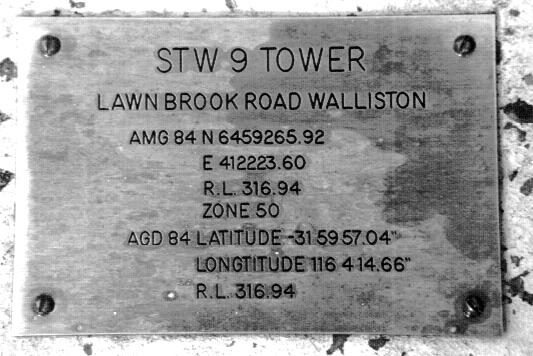 STW 9 TOWER
LAWN BROOK ROAD WALLISTON
AMG 84 N 6459265.92
E 412223.60
R.L. 316.94
ZONE 50
AGD 84 LATITUDE -31 59 57.04"
LONGTITUDE 116 4 14.66"
R.L. 316.94